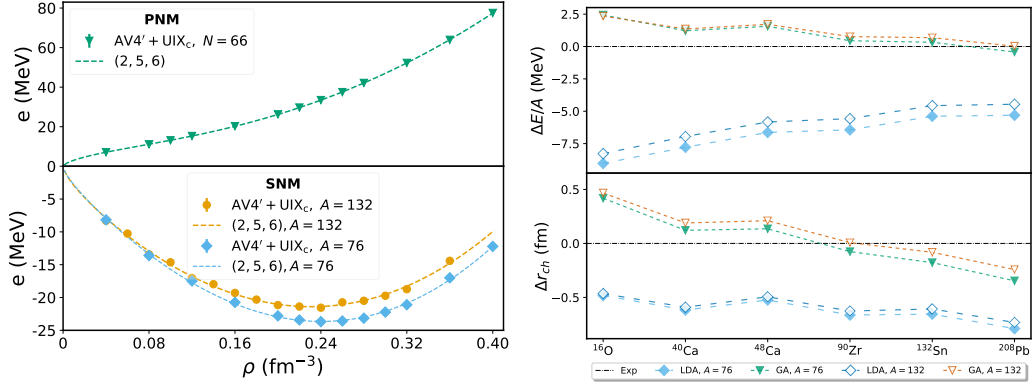 PNM
AV4′ + UIXc, N = 66
(2, 5, 6)
e (MeV)
80
60
40
20
0
SNM
AV4′ + UIXc, A = 132
(2, 5, 6), A = 132
AV4′ + UIXc, A = 76
(2, 5, 6), A = 76
e (MeV)
-5
-10
-15
-20
-25
0 0.08 0.16 0.24 0.32 0.40
ρ (fm⁻³)
ΔE/A (MeV)
2.5
0.0
−2.5
−5.0
−7.5
Δr_ch (fm)
0.5
0.0
−0.5
¹⁶O ⁴⁰Ca ⁴⁸Ca ⁹⁰Zr ¹³²Sn ²⁰⁸Pb
Exp LDA, A = 76 GA, A = 76 LDA, A = 132 GA, A = 132